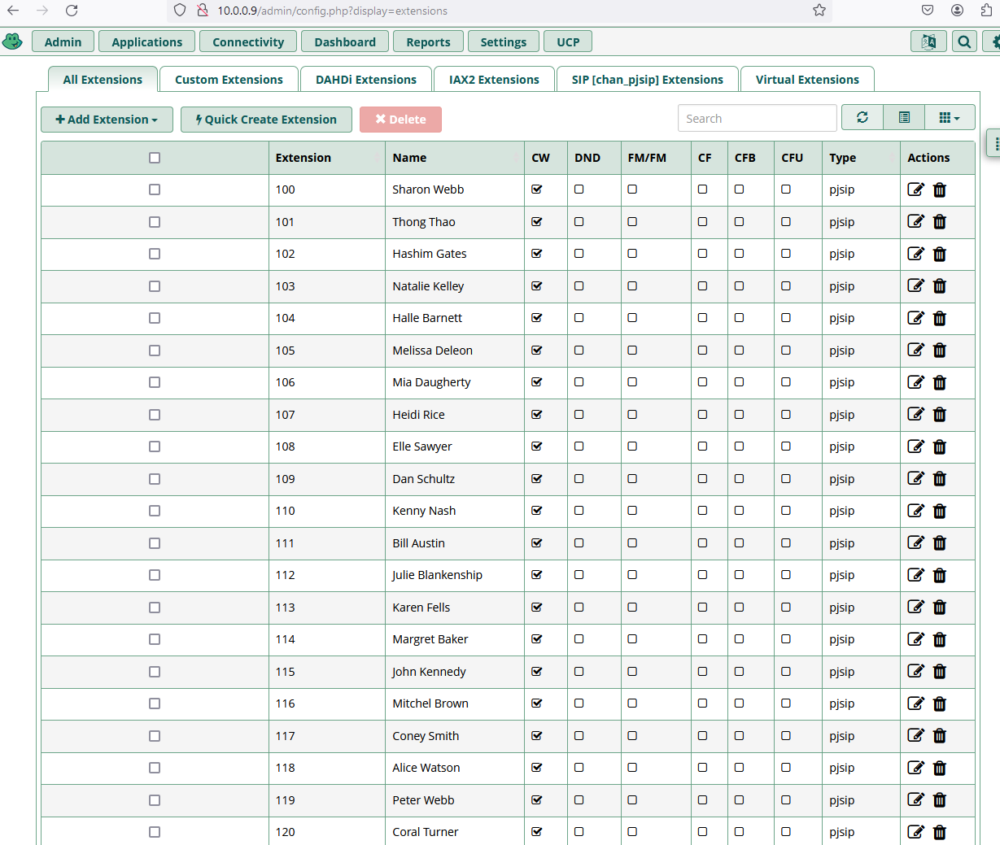 10.0.0.9/admin/config.php?display=extensions
Admin Applications Connectivity Dashboard Reports Settings UCP
All Extensions Custom Extensions DAHDi Extensions IAX2 Extensions SIP [chan_pjsip] Extensions Virtual Extensions
Add Extension Quick Create Extension Delete Search
Extension Name CW DND FM/FM CF CFB CFU Type Actions
100 Sharon Webb pjsip
101 Thong Thao pjsip
102 Hashim Gates pjsip
103 Natalie Kelley pjsip
104 Halle Barnett pjsip
105 Melissa Deleon pjsip
106 Mia Daugherty pjsip
107 Heidi Rice pjsip
108 Elle Sawyer pjsip
109 Dan Schultz pjsip
110 Kenny Nash pjsip
111 Bill Austin pjsip
112 Julie Blankenship pjsip
113 Karen Fells pjsip
114 Margret Baker pjsip
115 John Kennedy pjsip
116 Mitchel Brown pjsip
117 Coney Smith pjsip
118 Alice Watson pjsip
119 Peter Webb pjsip
120 Coral Turner pjsip